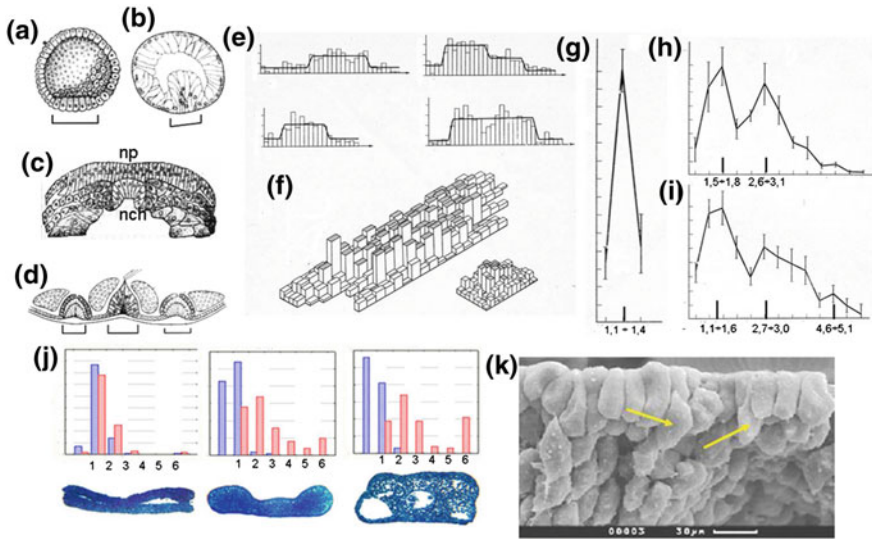 (a)
(b)
(c)
np
nch
(d)
(e)
(f)
(g)
1,1 ÷ 1,4
(h)
1,5÷1,8 2,6÷3,1
(i)
1,1÷1,6 2,7÷3,0 4,6÷5,1
(j)
1 2 3 4 5 6
1 2 3 4 5 6
1 2 3 4 5 6
(k)
00003 30µm